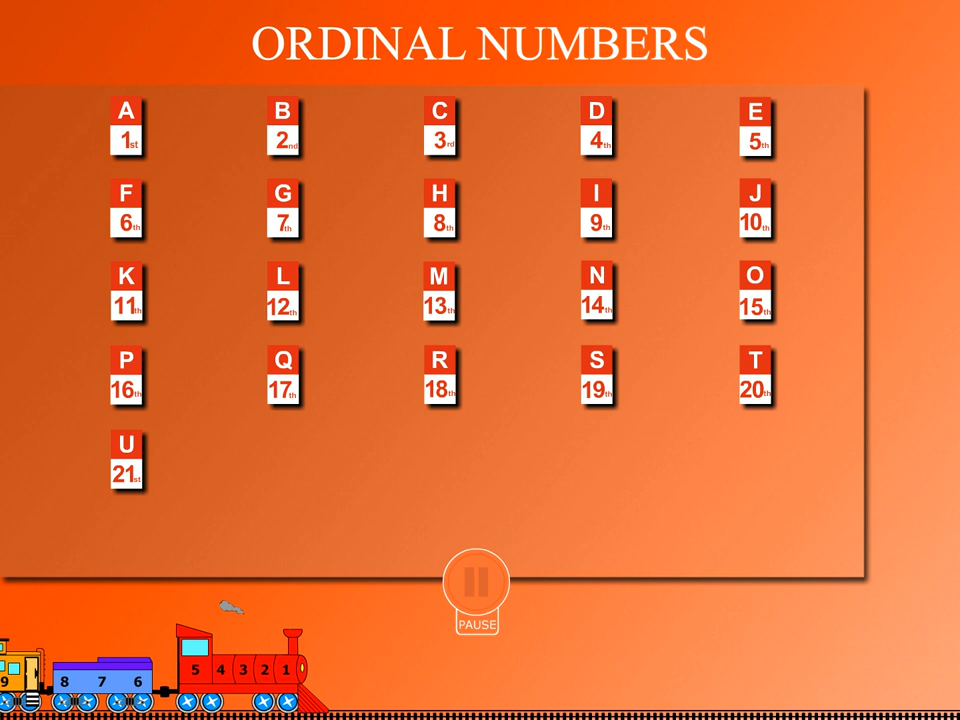 ORDINAL NUMBERS
A B C D E
1st 2nd 3rd 4th 5th
F G H I J
6th 7th 8th 9th 10th
K L M N O
11th 12th 13th 14th 15th
P Q R S T
16th 17th 18th 19th 20th
U
21st
PAUSE
9 8 7 6 5 4 3 2 1